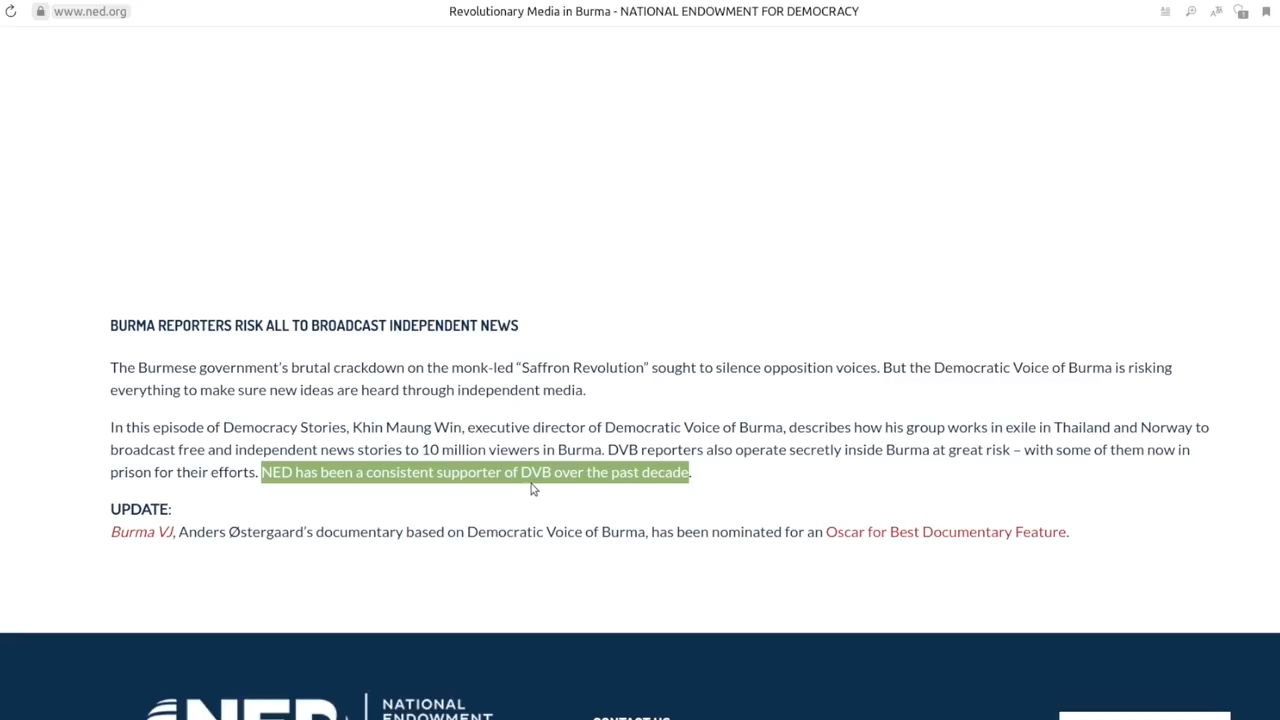 www.ned.org
Revolutionary Media in Burma - NATIONAL ENDOWMENT FOR DEMOCRACY
BURMA REPORTERS RISK ALL TO BROADCAST INDEPENDENT NEWS
The Burmese government’s brutal crackdown on the monk-led “Saffron Revolution” sought to silence opposition voices. But the Democratic Voice of Burma is risking
everything to make sure new ideas are heard through independent media.
In this episode of Democracy Stories, Khin Maung Win, executive director of Democratic Voice of Burma, describes how his group works in exile in Thailand and Norway to
broadcast free and independent news stories to 10 million viewers in Burma. DVB reporters also operate secretly inside Burma at great risk – with some of them now in
prison for their efforts. NED has been a consistent supporter of DVB over the past decade.
UPDATE:
Burma VJ, Anders Østergaard’s documentary based on Democratic Voice of Burma, has been nominated for an Oscar for Best Documentary Feature.
NED
NATIONAL
ENDOWMENT
CONTACT US